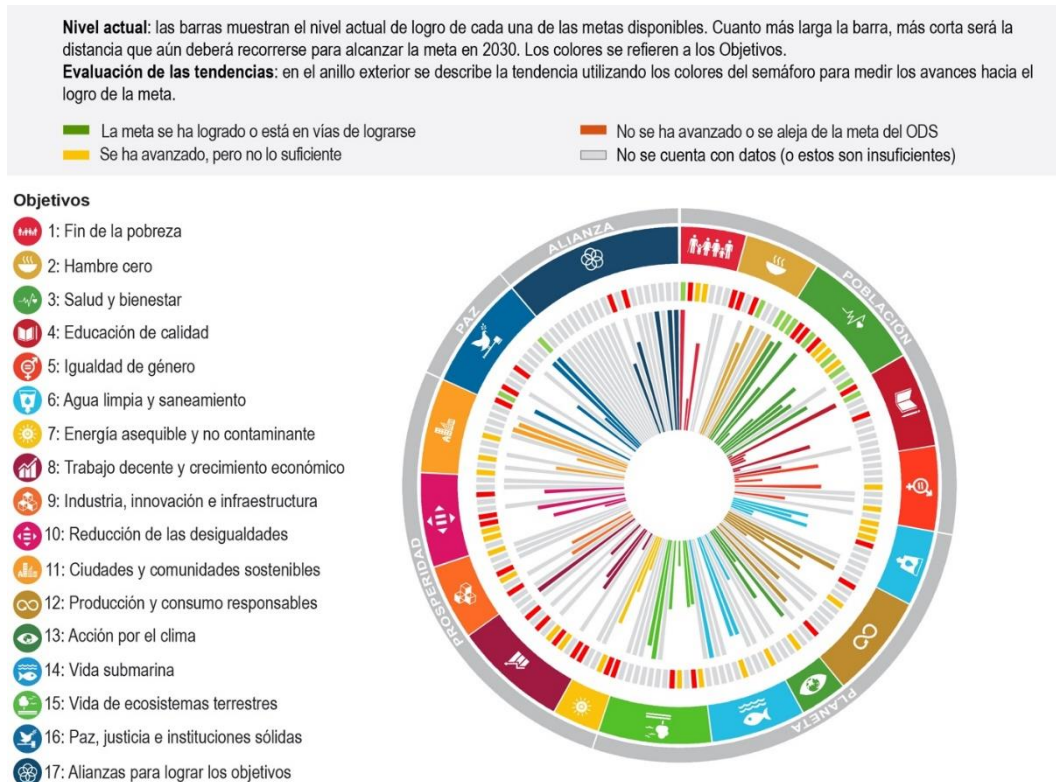 Nivel actual: las barras muestran el nivel actual de logro de cada una de las metas disponibles. Cuanto más larga la barra, más corta será la
distancia que aún deberá recorrerse para alcanzar la meta en 2030. Los colores se refieren a los Objetivos.
Evaluación de las tendencias: en el anillo exterior se describe la tendencia utilizando los colores del semáforo para medir los avances hacia el
logro de la meta.
La meta se ha logrado o está en vías de lograrse
No se ha avanzado o se aleja de la meta del ODS
Se ha avanzado, pero no lo suficiente
No se cuenta con datos (o estos son insuficientes)
Objetivos
1: Fin de la pobreza
2: Hambre cero
3: Salud y bienestar
4: Educación de calidad
5: Igualdad de género
6: Agua limpia y saneamiento
7: Energía asequible y no contaminante
8: Trabajo decente y crecimiento económico
9: Industria, innovación e infraestructura
10: Reducción de las desigualdades
11: Ciudades y comunidades sostenibles
12: Producción y consumo responsables
13: Acción por el clima
14: Vida submarina
15: Vida de ecosistemas terrestres
16: Paz, justicia e instituciones sólidas
17: Alianzas para lograr los objetivos
ALIANZA
POBLACIÓN
PAZ
PROSPERIDAD
PLANETA